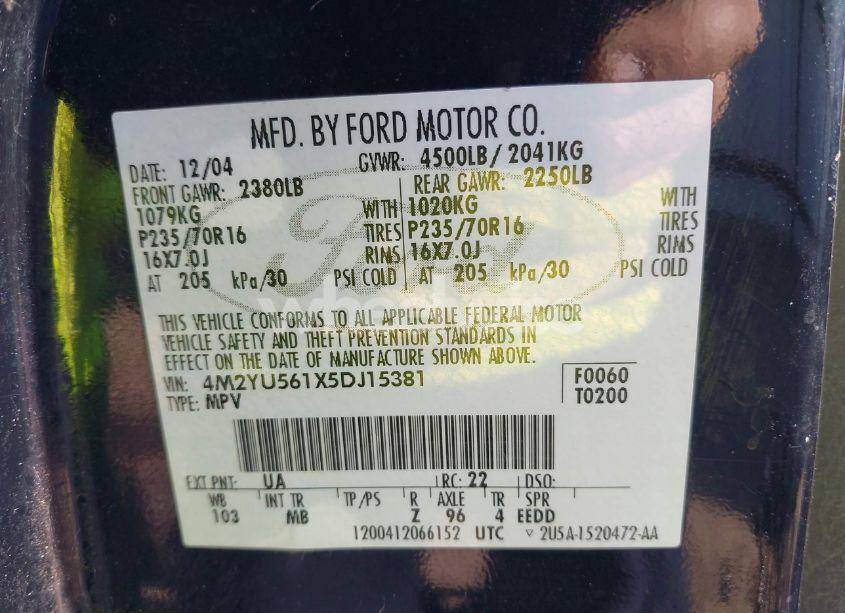 MFD. BY FORD MOTOR CO.
DATE: 12/04 GVWR: 4500LB/ 2041KG
FRONT GAWR: 2380LB REAR GAWR: 2250LB
1079KG WITH 1020KG WITH
P235/70R16 TIRES P235/70R16 TIRES
16X7.0J RIMS 16X7.0J RIMS
AT 205 kPa/30 PSI COLD AT 205 kPa/30 PSI COLD
THIS VEHICLE CONFORMS TO ALL APPLICABLE FEDERAL MOTOR
VEHICLE SAFETY AND THEFT PREVENTION STANDARDS IN
EFFECT ON THE DATE OF MANUFACTURE SHOWN ABOVE.
VIN: 4M2YU561X5DJ15381 F0060
TYPE: MPV T0200
EXT PNT: UA RC: 22 DSO:
WB INT TR TP/PS R AXLE TR SPR
103 MB Z 96 4 EEDD
1200412066152 UTC ▽ 2U5A-1520472-AA
Ford